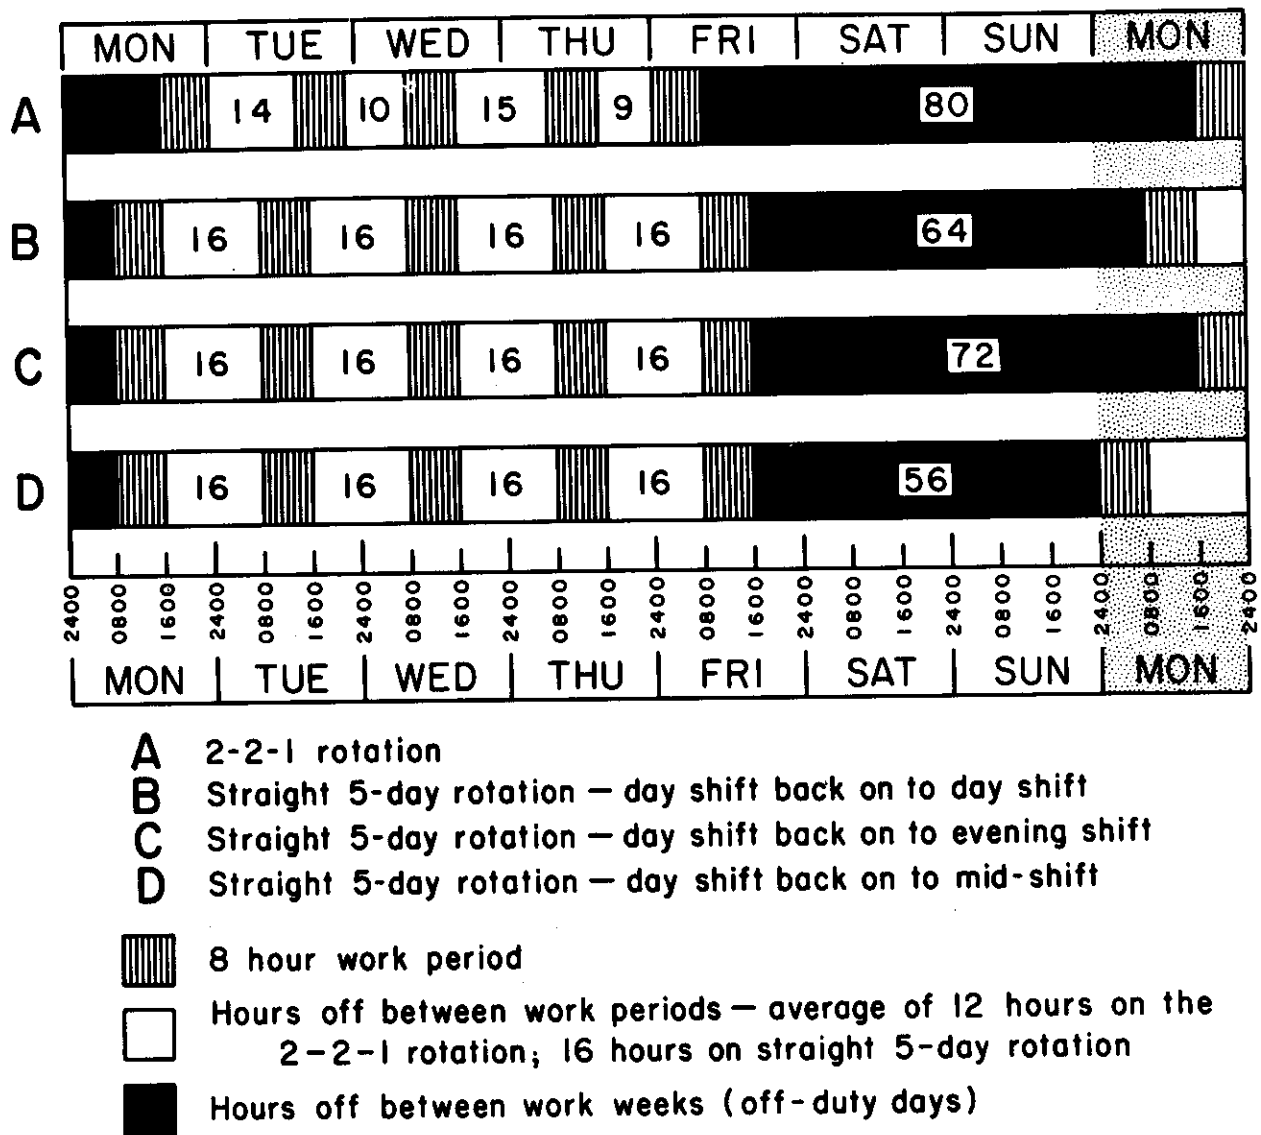 MON TUE WED THU FRI SAT SUN MON
A 14 10 15 9 80
B 16 16 16 16 64
C 16 16 16 16 72
D 16 16 16 16 56
2400 0800 1600 2400 0800 1600 2400 0800 1600 2400 0800 1600 2400 0800 1600 2400 0800 1600 2400 0800 1600 2400 0800 1600 2400
MON TUE WED THU FRI SAT SUN MON
A 2-2-1 rotation
B Straight 5-day rotation — day shift back on to day shift
C Straight 5-day rotation — day shift back on to evening shift
D Straight 5-day rotation — day shift back on to mid-shift
8 hour work period
Hours off between work periods — average of 12 hours on the
2-2-1 rotation; 16 hours on straight 5-day rotation
Hours off between work weeks (off-duty days)